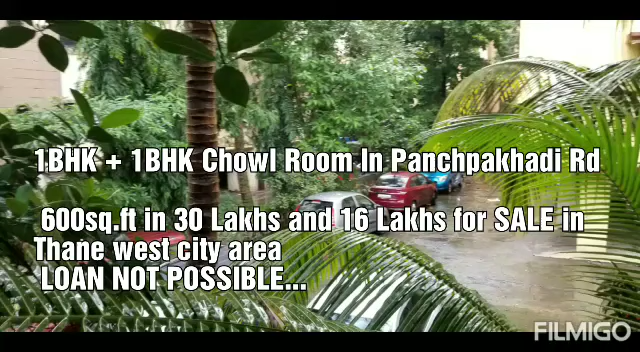 1BHK + 1BHK Chowl Room In Panchpakhadi Rd
600sq.ft in 30 Lakhs and 16 Lakhs for SALE in
Thane west city area
LOAN NOT POSSIBLE...
FILMIGO